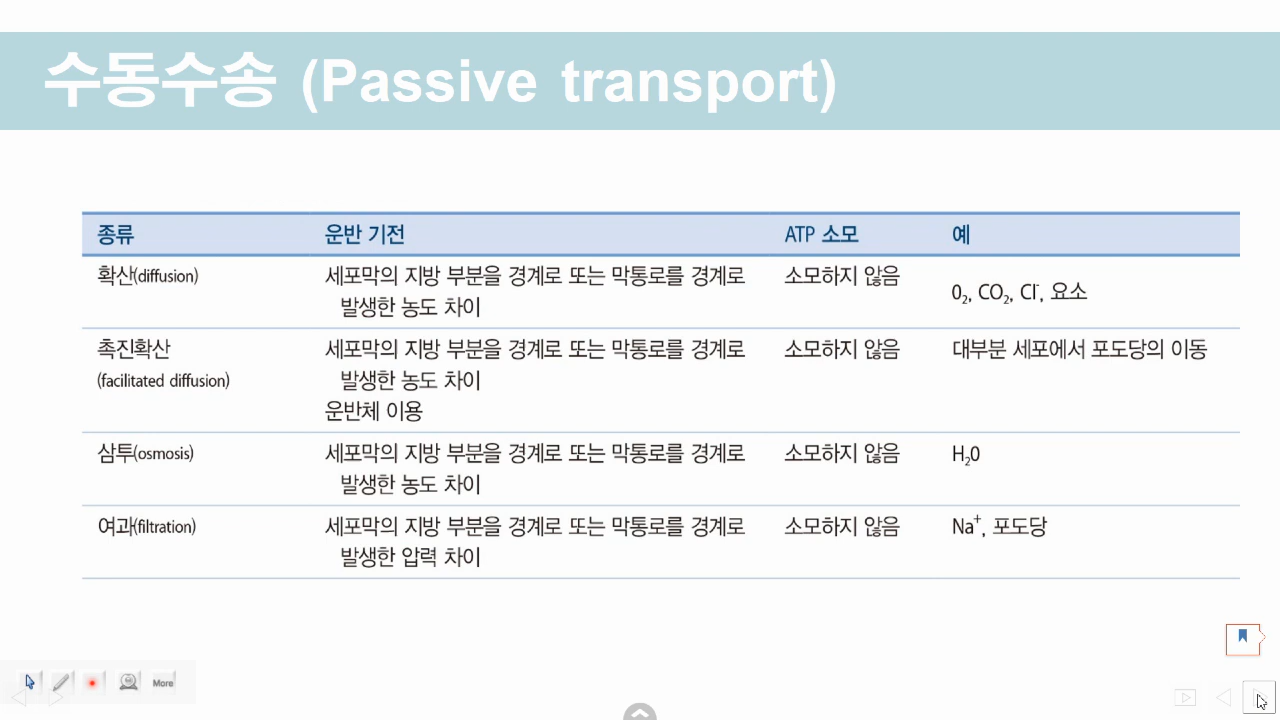 수동수송 (Passive transport)
종류 운반 기전 ATP 소모 예
확산(diffusion) 세포막의 지방 부분을 경계로 또는 막통로를 경계로 소모하지 않음 O₂, CO₂, Cl⁻, 요소
발생한 농도 차이
촉진확산 세포막의 지방 부분을 경계로 또는 막통로를 경계로 소모하지 않음 대부분 세포에서 포도당의 이동
(facilitated diffusion) 발생한 농도 차이
운반체 이용
삼투(osmosis) 세포막의 지방 부분을 경계로 또는 막통로를 경계로 소모하지 않음 H₂0
발생한 농도 차이
여과(filtration) 세포막의 지방 부분을 경계로 또는 막통로를 경계로 소모하지 않음 Na⁺, 포도당
발생한 압력 차이
More